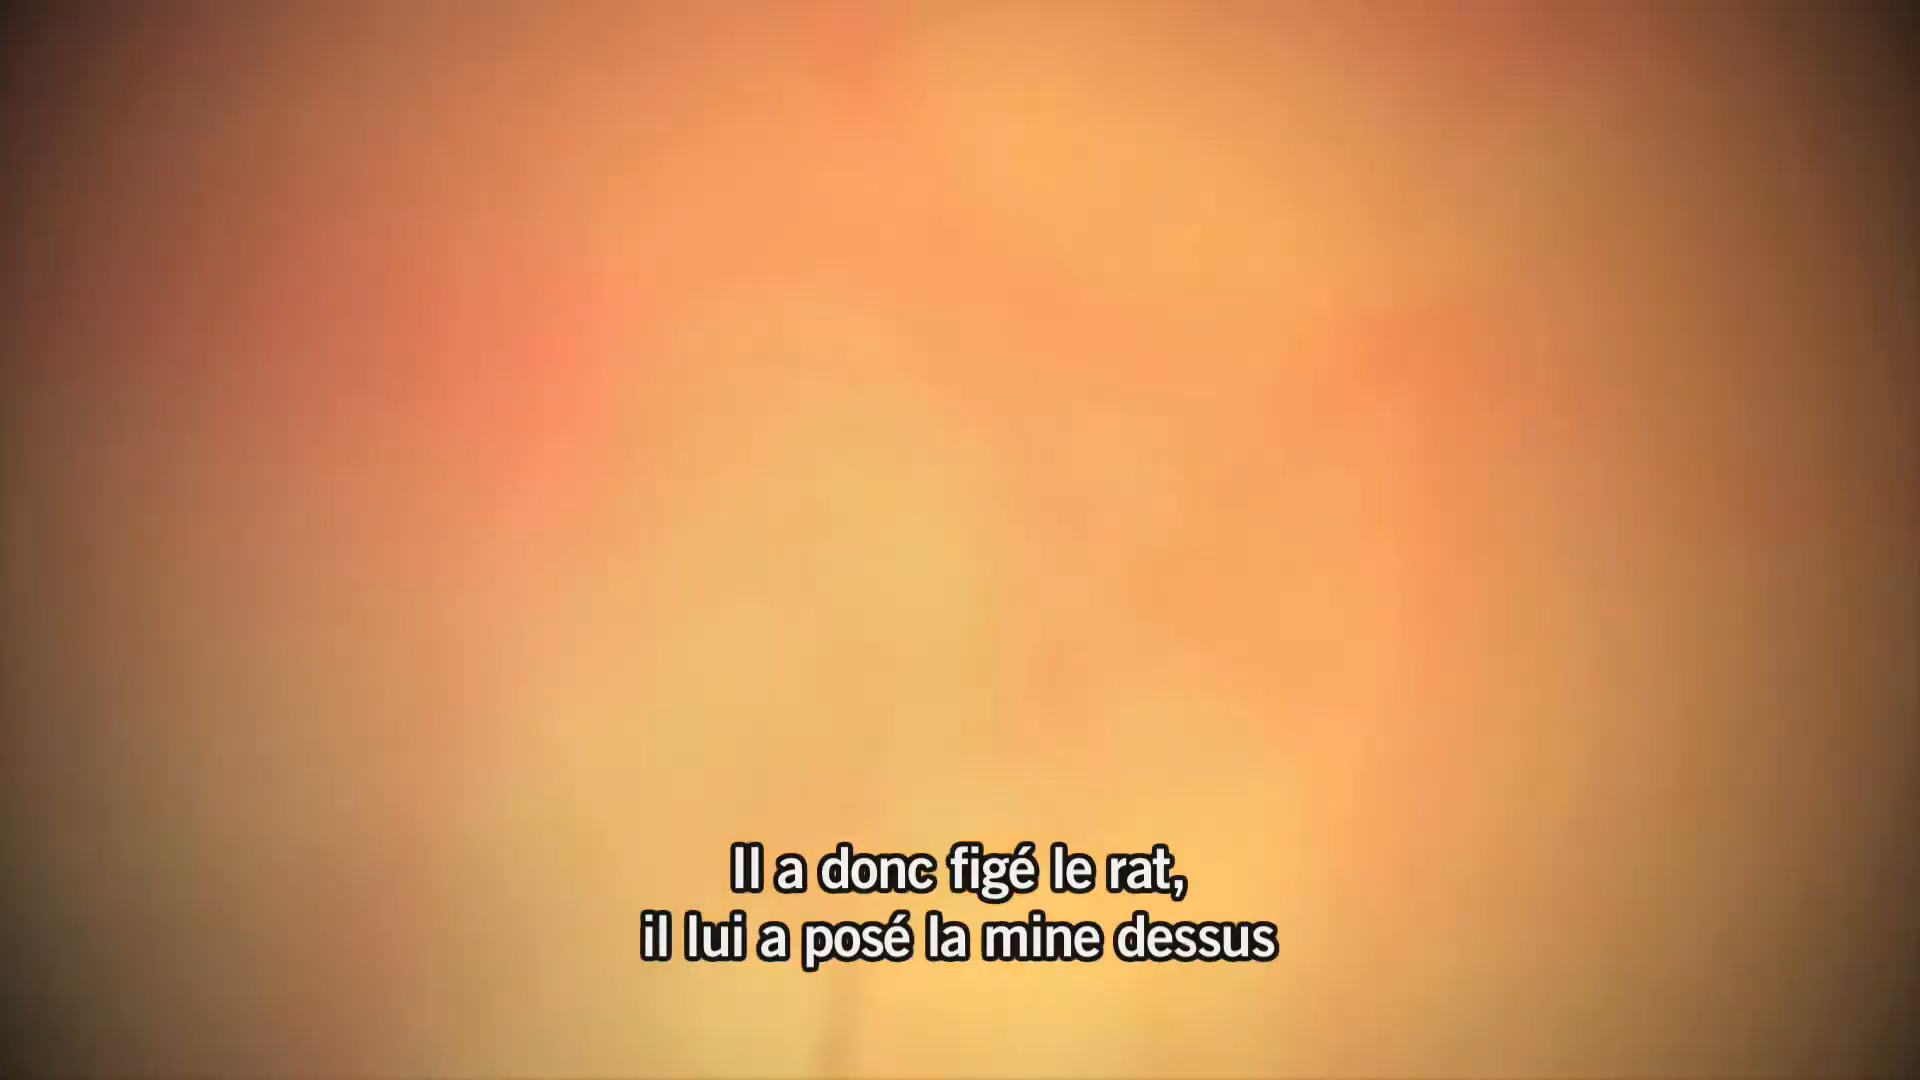 Il a donc figé le rat,
il lui a posé la mine dessus